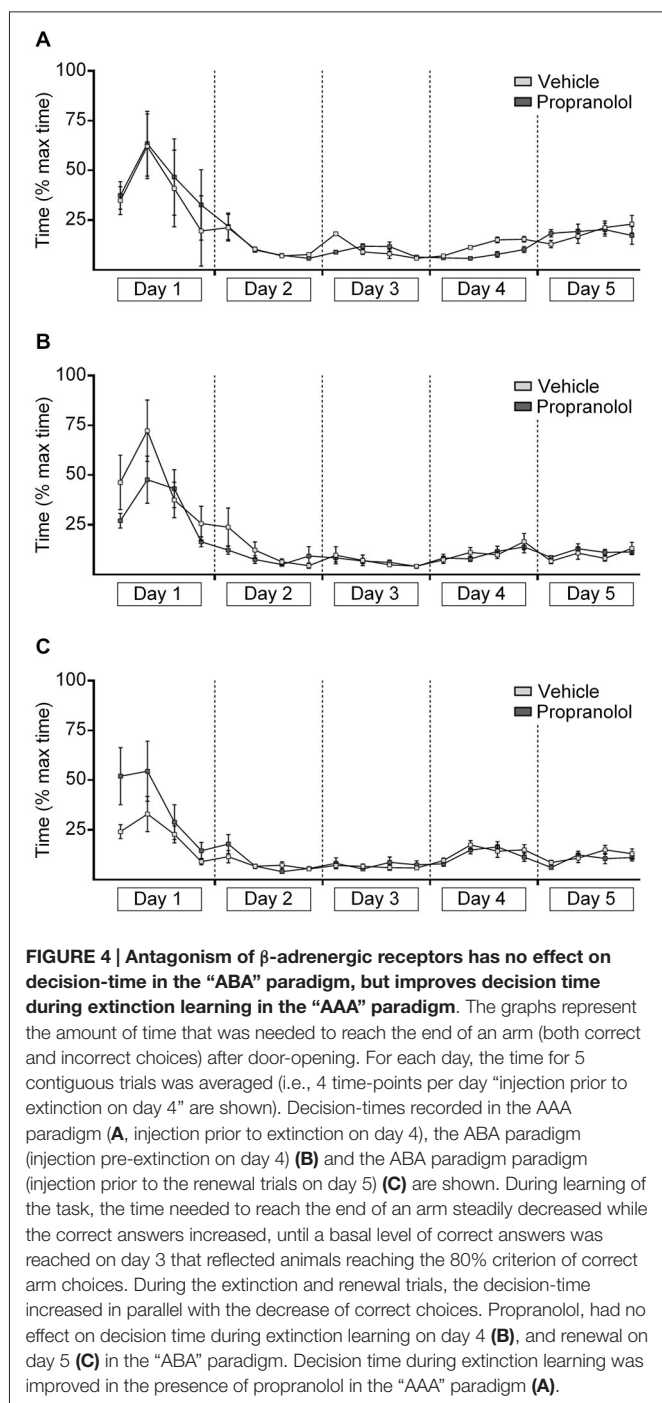 A
100
75
50
25
Time (% max time)
Vehicle
Propranolol
Day 1 Day 2 Day 3 Day 4 Day 5
B
100
75
50
25
Time (% max time)
Vehicle
Propranolol
Day 1 Day 2 Day 3 Day 4 Day 5
C
100
75
50
25
Time (% max time)
Vehicle
Propranolol
Day 1 Day 2 Day 3 Day 4 Day 5
FIGURE 4 | Antagonism of β-adrenergic receptors has no effect on
decision-time in the “ABA” paradigm, but improves decision time
during extinction learning in the “AAA” paradigm. The graphs represent
the amount of time that was needed to reach the end of an arm (both correct
and incorrect choices) after door-opening. For each day, the time for 5
contiguous trials was averaged (i.e., 4 time-points per day “injection prior to
extinction on day 4” are shown). Decision-times recorded in the AAA
paradigm (A, injection prior to extinction on day 4), the ABA paradigm
(injection pre-extinction on day 4) (B) and the ABA paradigm paradigm
(injection prior to the renewal trials on day 5) (C) are shown. During learning of
the task, the time needed to reach the end of an arm steadily decreased while
the correct answers increased, until a basal level of correct answers was
reached on day 3 that reflected animals reaching the 80% criterion of correct
arm choices. During the extinction and renewal trials, the decision-time
increased in parallel with the decrease of correct choices. Propranolol, had no
effect on decision time during extinction learning on day 4 (B), and renewal on
day 5 (C) in the “ABA” paradigm. Decision time during extinction learning was
improved in the presence of propranolol in the “AAA” paradigm (A).